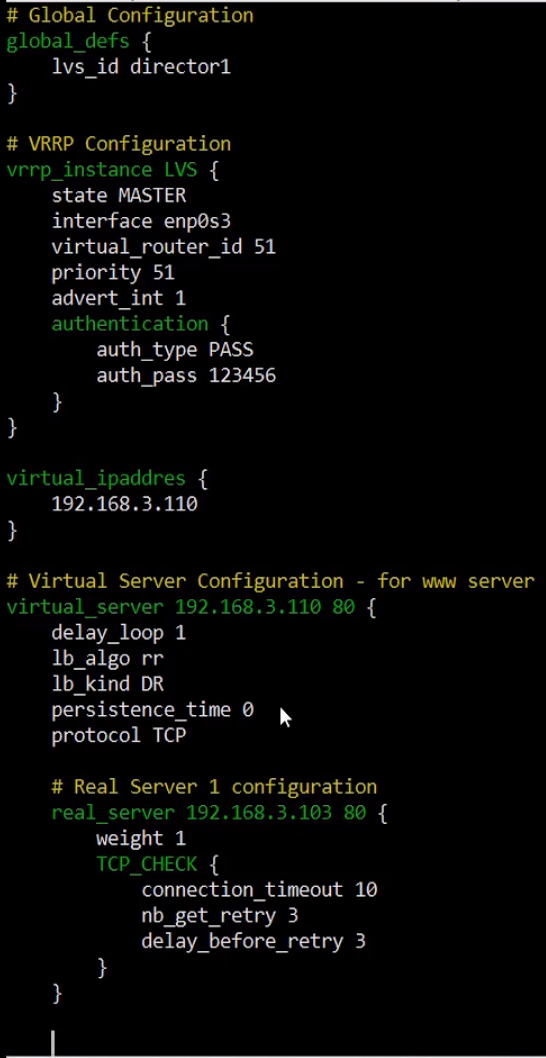 # Global Configuration
global_defs {
    lvs_id director1
}

# VRRP Configuration
vrrp_instance LVS {
    state MASTER
    interface enp0s3
    virtual_router_id 51
    priority 51
    advert_int 1
    authentication {
        auth_type PASS
        auth_pass 123456
    }
}

virtual_ipaddres {
    192.168.3.110
}

# Virtual Server Configuration - for www server
virtual_server 192.168.3.110 80 {
    delay_loop 1
    lb_algo rr
    lb_kind DR
    persistence_time 0
    protocol TCP

    # Real Server 1 configuration
    real_server 192.168.3.103 80 {
        weight 1
        TCP_CHECK {
            connection_timeout 10
            nb_get_retry 3
            delay_before_retry 3
        }
    }